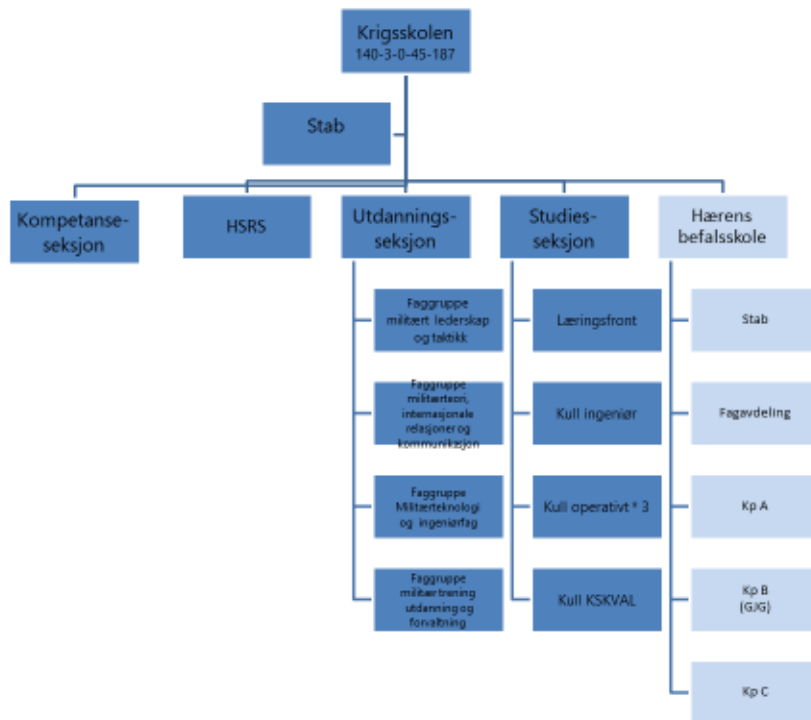 Krigsskolen
140-3-0-45-187
Stab
Kompetanse-
seksjon
HSRS
Utdannings-
seksjon
Studies-
seksjon
Hærens
befalsskole
Faggruppe
militært lederskap
og taktikk
Faggruppe
militærteori,
internasjonale
relasjoner og
kommunikasjon
Faggruppe
Militærteknologi
og ingeniørfag
Faggruppe
militær trening
utdanning og
forvaltning
Læringsfront
Kull ingeniør
Kull operativt * 3
Kull KSKVAL
Stab
Fagavdeling
Kp A
Kp B
(GJG)
Kp C